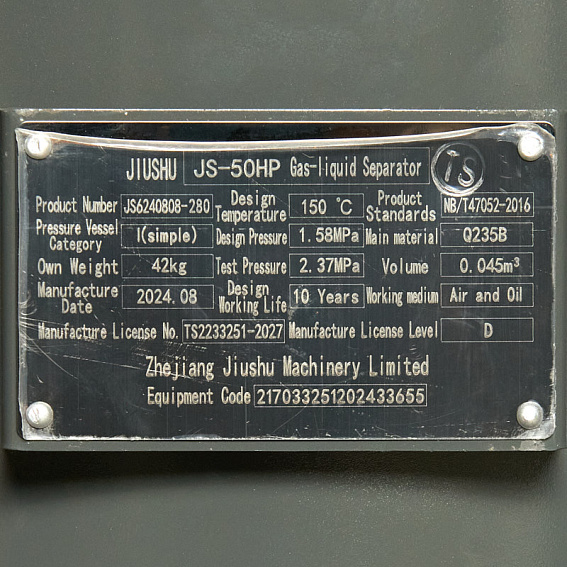 JIUSHU JS-50HP Gas-liquid Separator TS
Product Number JS6240808-280 Design Temperature 150 ℃ Product Standards NB/T47052-2016
Pressure Vessel Category I(simple) Design Pressure 1.58MPa Main material Q235B
Own Weight 42kg Test Pressure 2.37MPa Volume 0.045m³
Manufacture Date 2024.08 Design Working Life 10 Years Working medium Air and Oil
Manufacture License No. TS2233251-2027 Manufacture License Level D
Zhejiang Jiushu Machinery Limited
Equipment Code 217033251202433655